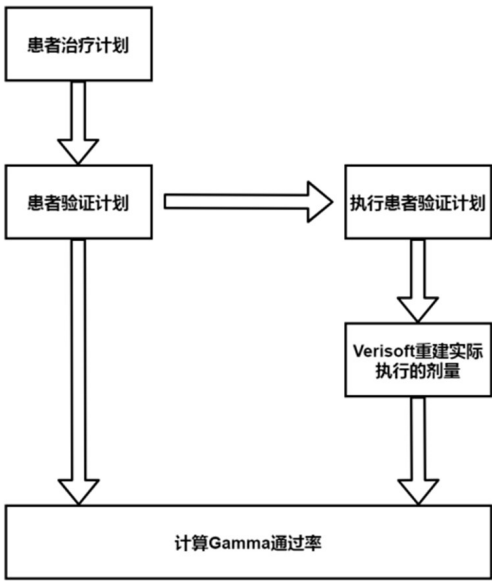 患者治疗计划
患者验证计划
执行患者验证计划
Verisoft重建实际
执行的剂量
计算Gamma通过率